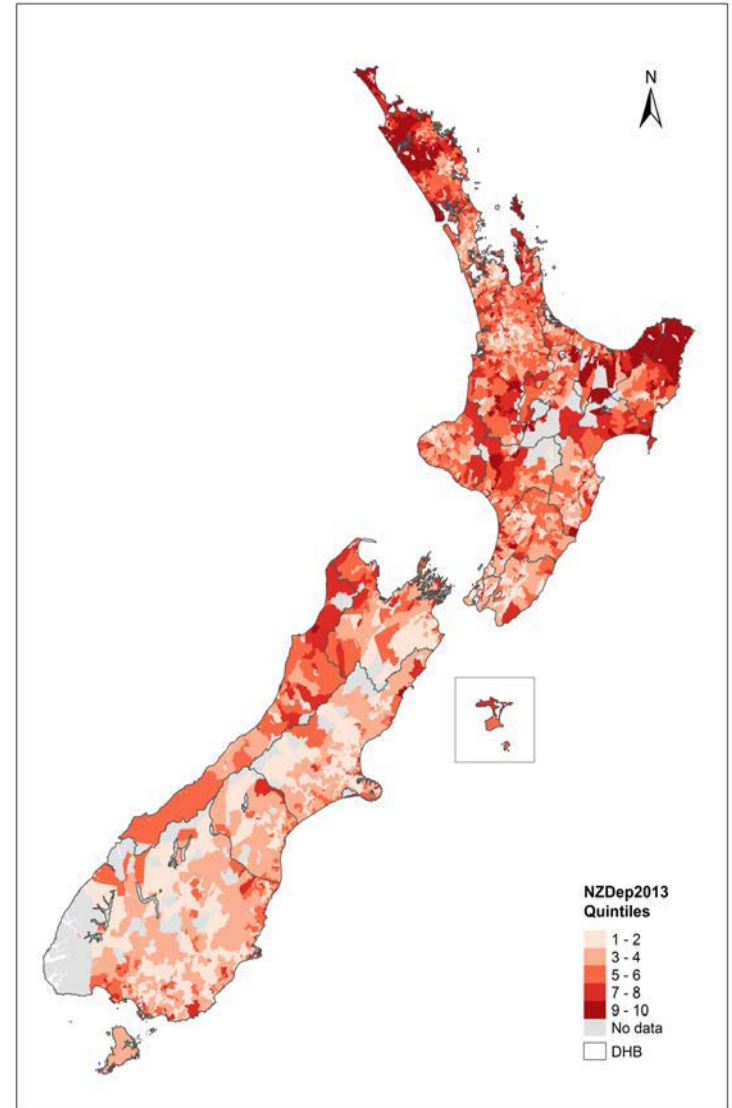 N
NZDep2013
Quintiles
1 - 2
3 - 4
5 - 6
7 - 8
9 - 10
No data
DHB